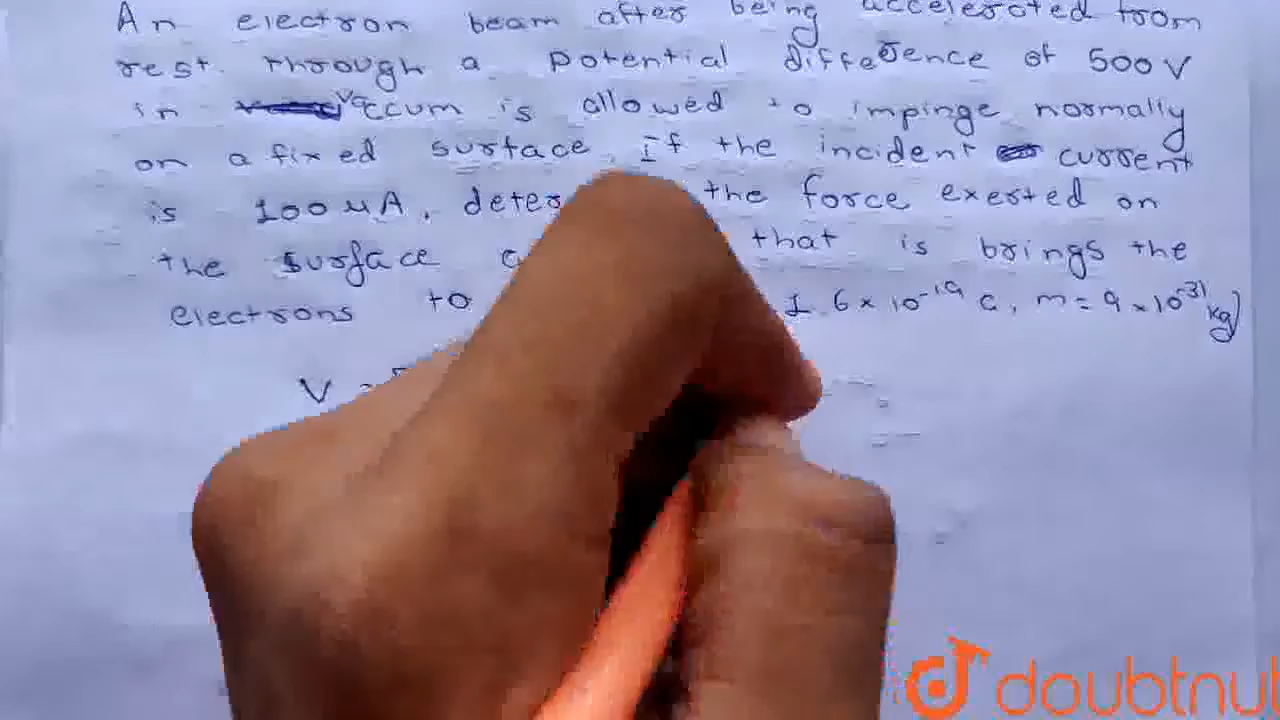 An electron beam after being accelerated from
rest through a potential difference of 500 V
in vaccum is allowed to impinge normally
on a fixed surface. If the incident current
is 100 μA, the force exerted on
the surface that is brings the
electrons to 1.6 × 10⁻¹⁹ C, m = 9 × 10⁻³¹ kg]
V =
doubtnut